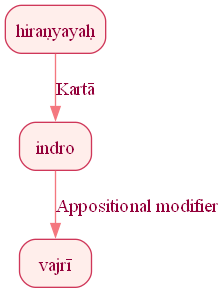 hiraṇyayaḥ
Kartā
indro
Appositional modifier
vajrī